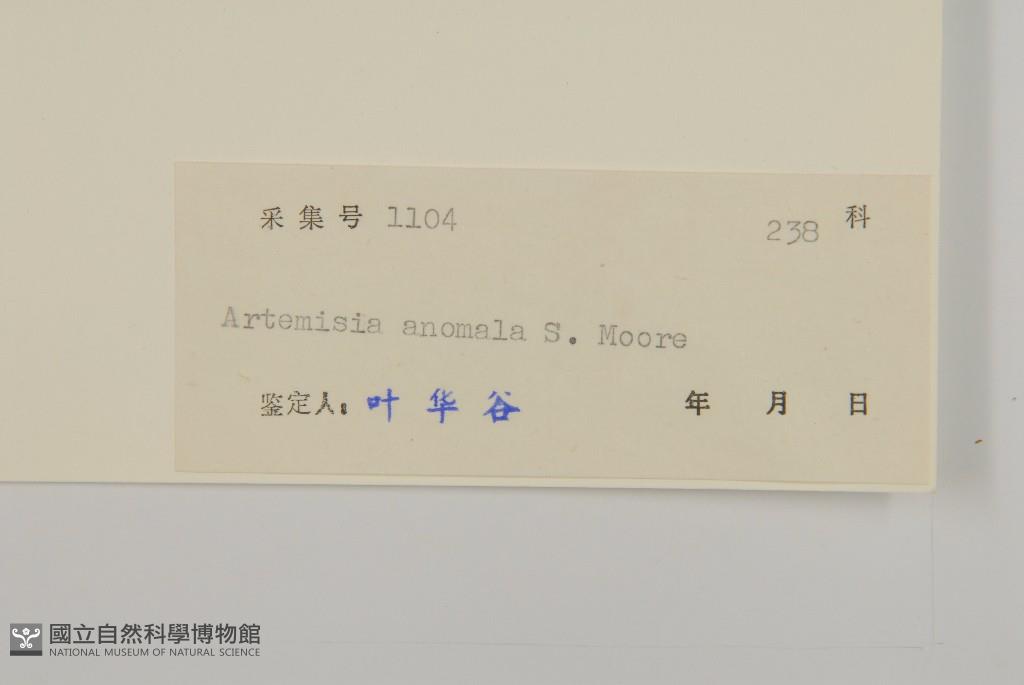 采集号 1104 238 科
Artemisia anomala S. Moore
鉴定人: 叶华谷 年 月 日
國立自然科學博物館
NATIONAL MUSEUM OF NATURAL SCIENCE